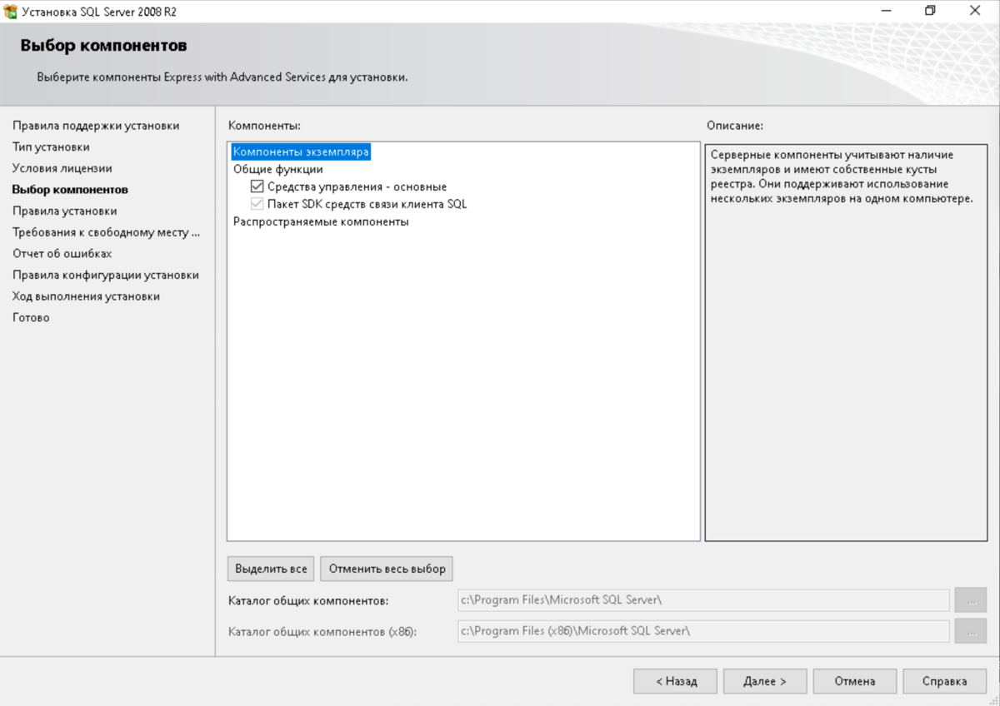 Установка SQL Server 2008 R2
Выбор компонентов
Выберите компоненты Express with Advanced Services для установки.
Правила поддержки установки
Тип установки
Условия лицензии
Выбор компонентов
Правила установки
Требования к свободному месту ...
Отчет об ошибках
Правила конфигурации установки
Ход выполнения установки
Готово
Компоненты:
Компоненты экземпляра
Общие функции
Средства управления - основные
Пакет SDK средств связи клиента SQL
Распространяемые компоненты
Описание:
Серверные компоненты учитывают наличие
экземпляров и имеют собственные кусты
реестра. Они поддерживают использование
нескольких экземпляров на одном компьютере.
Выделить все
Отменить весь выбор
Каталог общих компонентов:
c:\Program Files\Microsoft SQL Server\
...
Каталог общих компонентов (x86):
c:\Program Files (x86)\Microsoft SQL Server\
...
< Назад
Далее >
Отмена
Справка